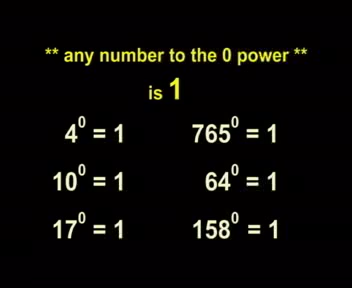 ** any number to the 0 power **
is 1
4⁰ = 1 765⁰ = 1
10⁰ = 1 64⁰ = 1
17⁰ = 1 158⁰ = 1